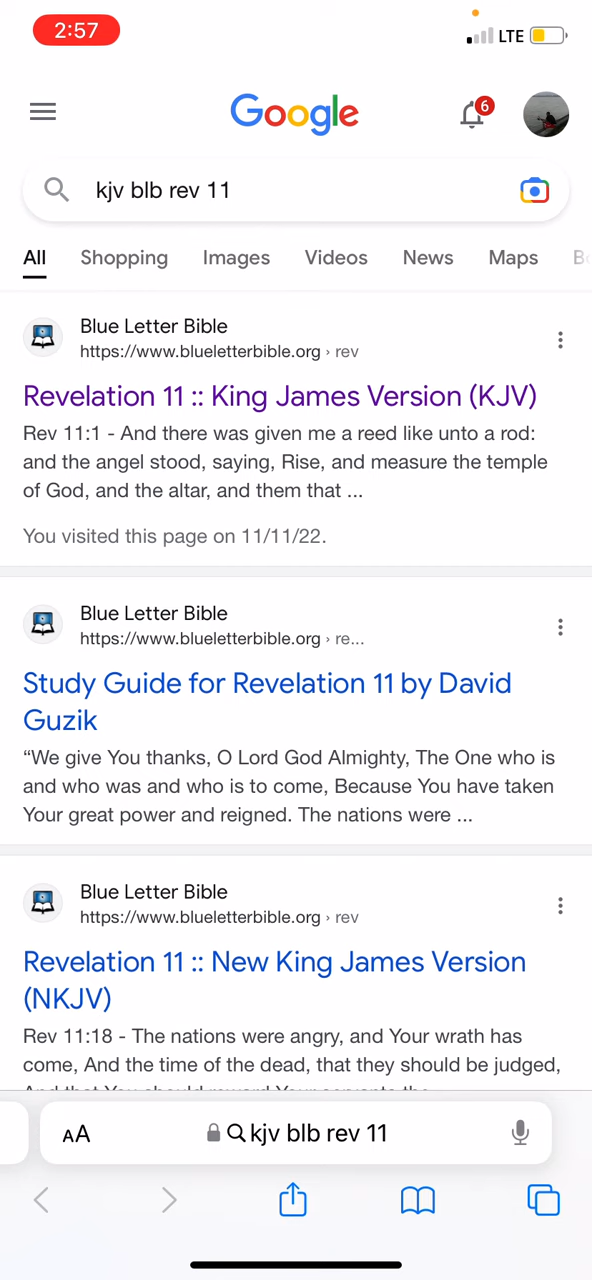 2:57
LTE
Google
6
kjv blb rev 11
All Shopping Images Videos News Maps
Blue Letter Bible
https://www.blueletterbible.org › rev
Revelation 11 :: King James Version (KJV)
Rev 11:1 - And there was given me a reed like unto a rod:
and the angel stood, saying, Rise, and measure the temple
of God, and the altar, and them that ...
You visited this page on 11/11/22.
Blue Letter Bible
https://www.blueletterbible.org › re...
Study Guide for Revelation 11 by David
Guzik
“We give You thanks, O Lord God Almighty, The One who is
and who was and who is to come, Because You have taken
Your great power and reigned. The nations were ...
Blue Letter Bible
https://www.blueletterbible.org › rev
Revelation 11 :: New King James Version
(NKJV)
Rev 11:18 - The nations were angry, and Your wrath has
come, And the time of the dead, that they should be judged,
And that You should reward Your servants the
AA kjv blb rev 11